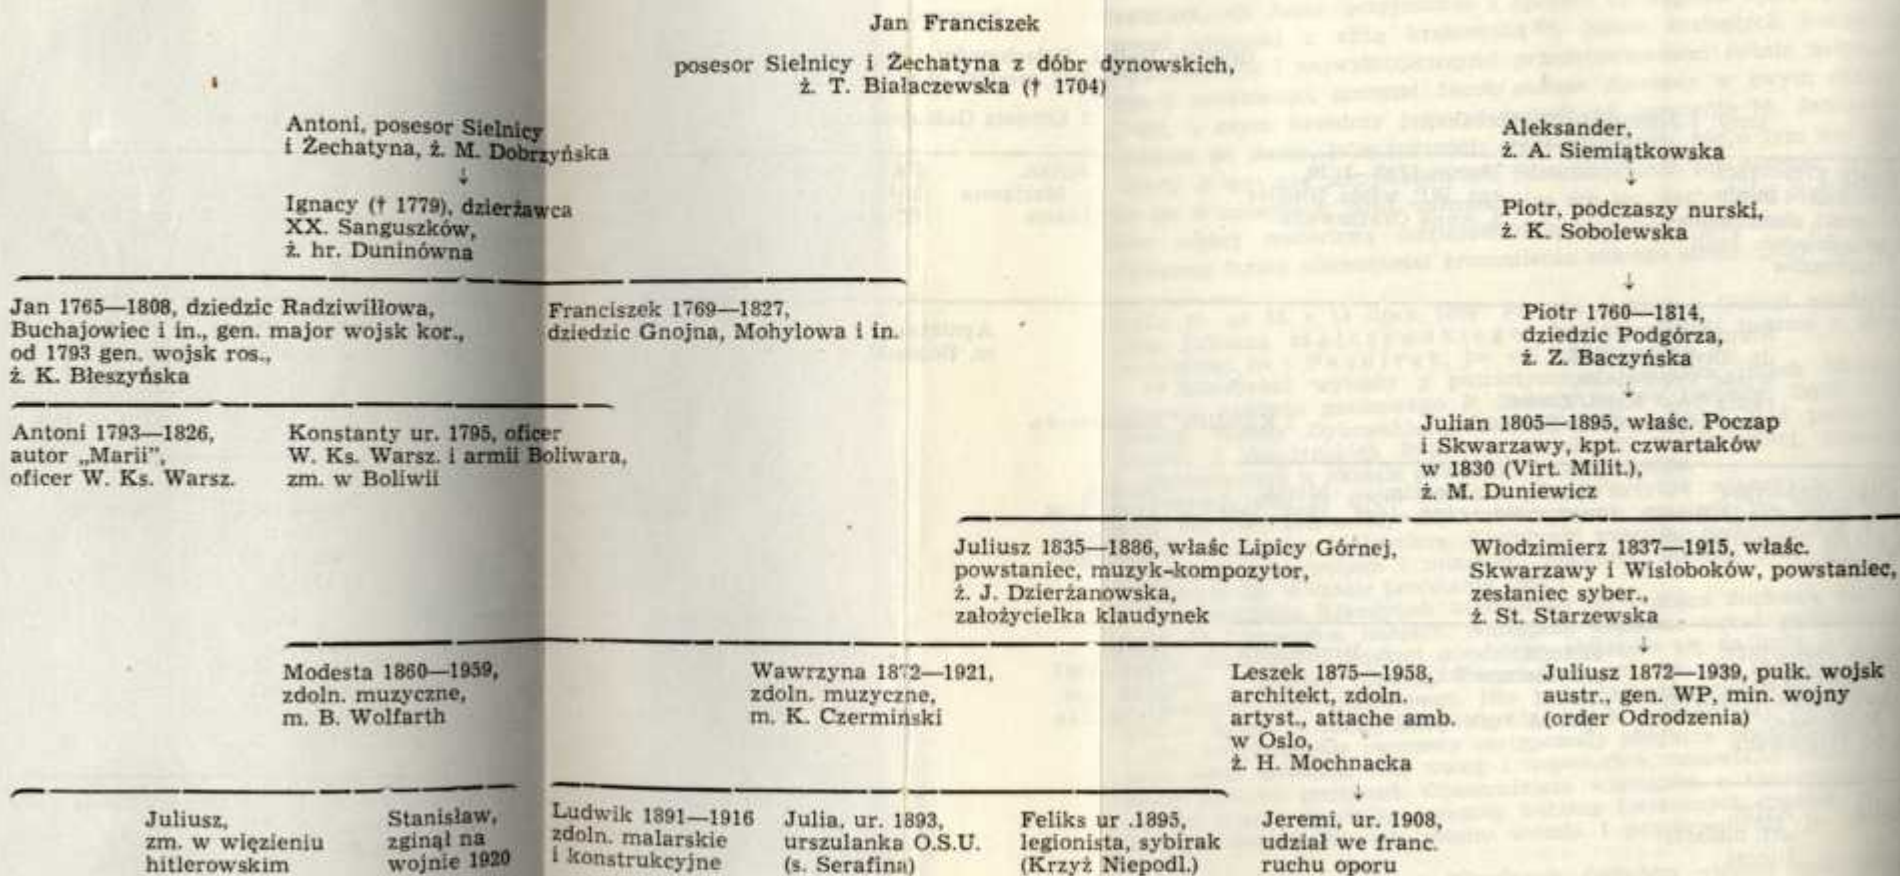 Jan Franciszek
posesor Sielnicy i Żechatyna z dóbr dynowskich,
ż. T. Białaczewska († 1704)
Antoni, posesor Sielnicy
i Żechatyna, ż. M. Dobrzyńska
↓
Ignacy († 1779), dzierżawca
XX. Sanguszków,
ż. hr. Duninówna
Aleksander,
ż. A. Siemiątkowska
↓
Piotr, podczaszy nurski,
ż. K. Sobolewska
↓
Jan 1765—1808, dziedzic Radziwiłłowa,
Buchajowiec i in., gen. major wojsk kor.,
od 1793 gen. wojsk ros.,
ż. K. Błeszyńska
Franciszek 1769—1827,
dziedzic Gnojna, Mohylowa i in.
Piotr 1760—1814,
dziedzic Podgórza,
ż. Z. Baczyńska
↓
Antoni 1793—1826,
autor „Marii”,
oficer W. Ks. Warsz.
Konstanty ur. 1795, oficer
W. Ks. Warsz. i armii Boliwara,
zm. w Boliwii
Julian 1805—1895, właśc. Poczap
i Skwarzawy, kpt. czwartaków
w 1830 (Virt. Milit.),
ż. M. Duniewicz
Juliusz 1835—1886, właśc Lipicy Górnej,
powstaniec, muzyk-kompozytor,
ż. J. Dzierżanowska,
założycielka klaudynek
Włodzimierz 1837—1915, właśc.
Skwarzawy i Wisłoboków, powstaniec,
zesłaniec syber.,
ż. St. Starzewska
↓
Modesta 1860—1959,
zdoln. muzyczne,
m. B. Wolfarth
Wawrzyna 1872—1921,
zdoln. muzyczne,
m. K. Czermiński
Leszek 1875—1958,
architekt, zdoln.
artyst., attache amb.
w Oslo,
ż. H. Mochnacka
↓
Juliusz 1872—1939, pułk. wojsk
austr., gen. WP, min. wojny
(order Odrodzenia)
Juliusz,
zm. w więzieniu
hitlerowskim
Stanisław,
zginął na
wojnie 1920
Ludwik 1891—1916
zdoln. malarskie
i konstrukcyjne
Julia, ur. 1893,
urszulanka O.S.U.
(s. Serafina)
Feliks ur .1895,
legionista, sybirak
(Krzyż Niepodl.)
Jeremi, ur. 1908,
udział we franc.
ruchu oporu